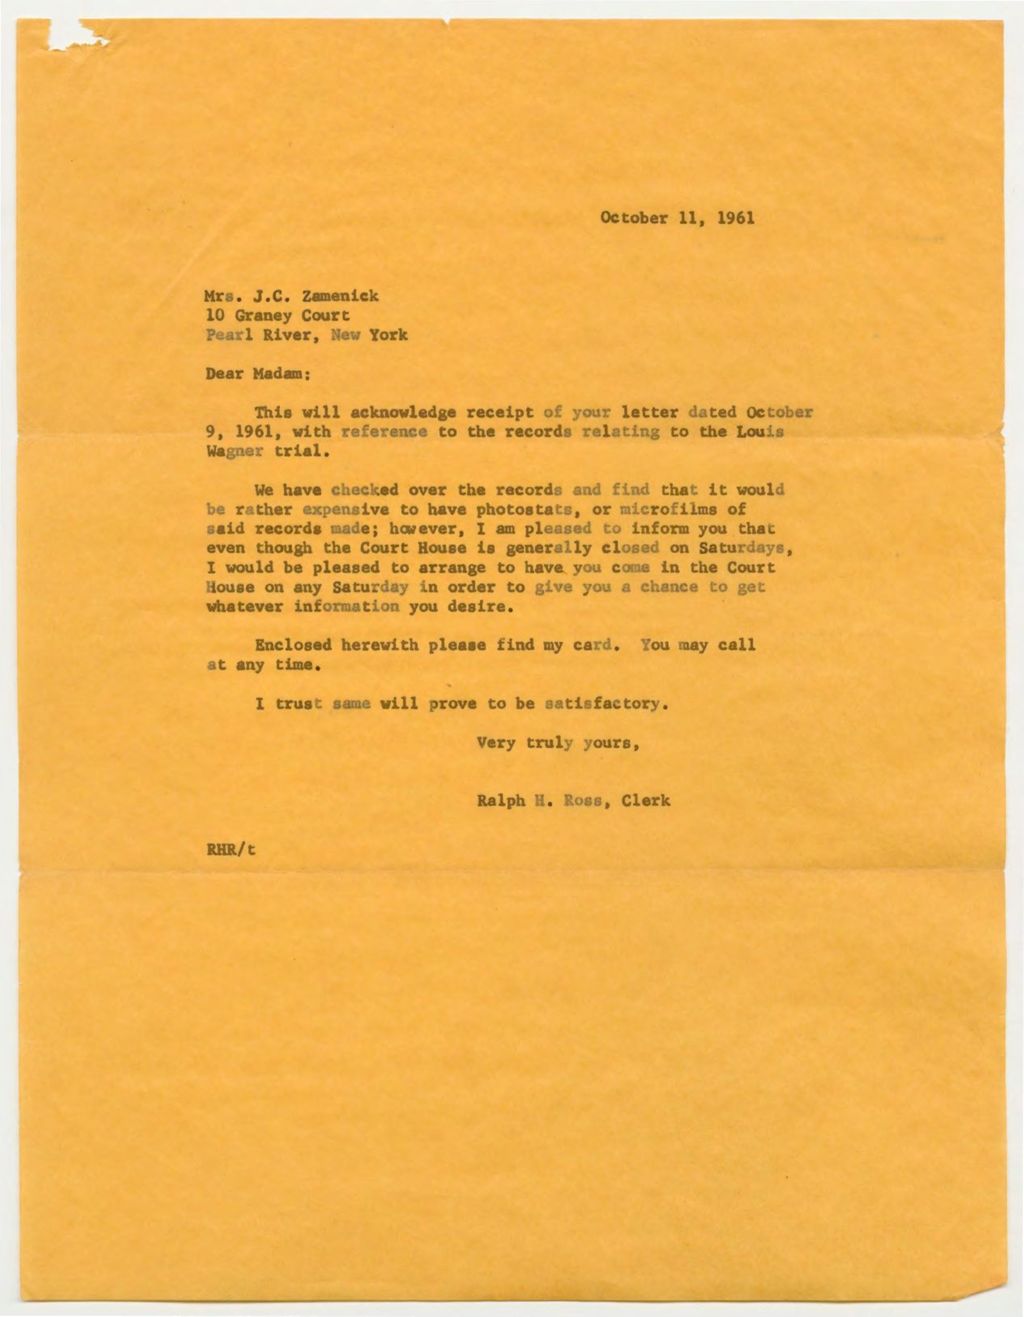 October 11, 1961
Mrs. J.C. Zamenick
10 Graney Court
Pearl River, New York
Dear Madam:
This will acknowledge receipt of your letter dated October
9, 1961, with reference to the records relating to the Louis
Wagner trial.
We have checked over the records and find that it would
be rather expensive to have photostats, or microfilms of
said records made; however, I am pleased to inform you that
even though the Court House is generally closed on Saturdays,
I would be pleased to arrange to have you come in the Court
House on any Saturday in order to give you a chance to get
whatever information you desire.
Enclosed herewith please find my card. You may call
at any time.
I trust same will prove to be satisfactory.
Very truly yours,
Ralph H. Ross, Clerk
RHR/t